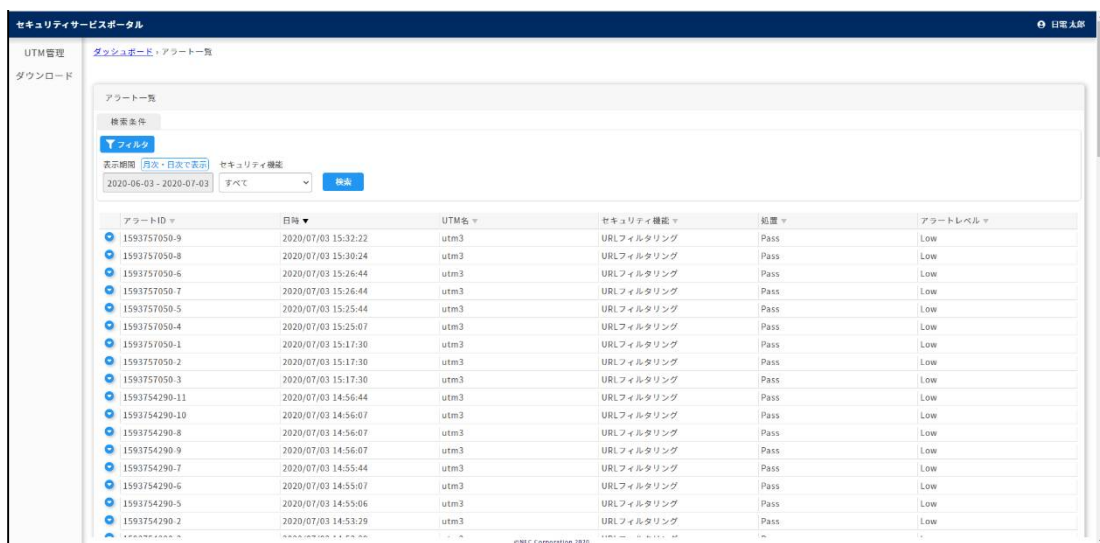 セキュリティサービスポータル 日電 太郎
UTM管理
ダウンロード
ダッシュボード › アラート一覧
アラート一覧
検索条件
フィルタ
表示期間 月次・日次で表示 セキュリティ機能
2020-06-03 - 2020-07-03 すべて 検索
アラートID 日時 UTM名 セキュリティ機能 処置 アラートレベル
1593757050-9 2020/07/03 15:32:22 utm3 URLフィルタリング Pass Low
1593757050-8 2020/07/03 15:30:24 utm3 URLフィルタリング Pass Low
1593757050-6 2020/07/03 15:26:44 utm3 URLフィルタリング Pass Low
1593757050-7 2020/07/03 15:26:44 utm3 URLフィルタリング Pass Low
1593757050-5 2020/07/03 15:25:44 utm3 URLフィルタリング Pass Low
1593757050-4 2020/07/03 15:25:07 utm3 URLフィルタリング Pass Low
1593757050-1 2020/07/03 15:17:30 utm3 URLフィルタリング Pass Low
1593757050-2 2020/07/03 15:17:30 utm3 URLフィルタリング Pass Low
1593757050-3 2020/07/03 15:17:30 utm3 URLフィルタリング Pass Low
1593754290-11 2020/07/03 14:56:44 utm3 URLフィルタリング Pass Low
1593754290-10 2020/07/03 14:56:07 utm3 URLフィルタリング Pass Low
1593754290-8 2020/07/03 14:56:07 utm3 URLフィルタリング Pass Low
1593754290-9 2020/07/03 14:56:07 utm3 URLフィルタリング Pass Low
1593754290-7 2020/07/03 14:55:44 utm3 URLフィルタリング Pass Low
1593754290-6 2020/07/03 14:55:07 utm3 URLフィルタリング Pass Low
1593754290-5 2020/07/03 14:55:06 utm3 URLフィルタリング Pass Low
1593754290-2 2020/07/03 14:53:29 utm3 URLフィルタリング Pass Low
©NEC Corporation 2020